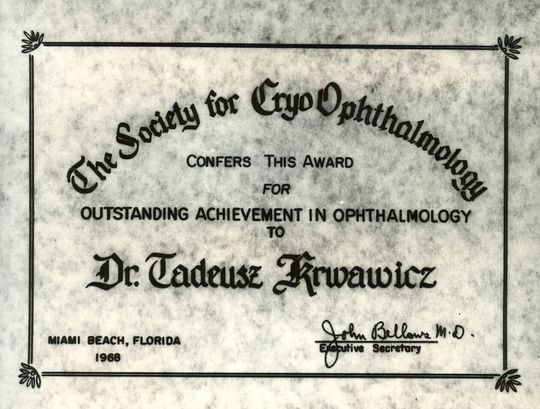 The Society for Cryo Ophthalmology
CONFERS THIS AWARD
FOR
OUTSTANDING ACHIEVEMENT IN OPHTHALMOLOGY
TO
Dr. Tadeusz Krwawicz
MIAMI BEACH, FLORIDA
1968
John Bellows M.D.
Executive Secretary